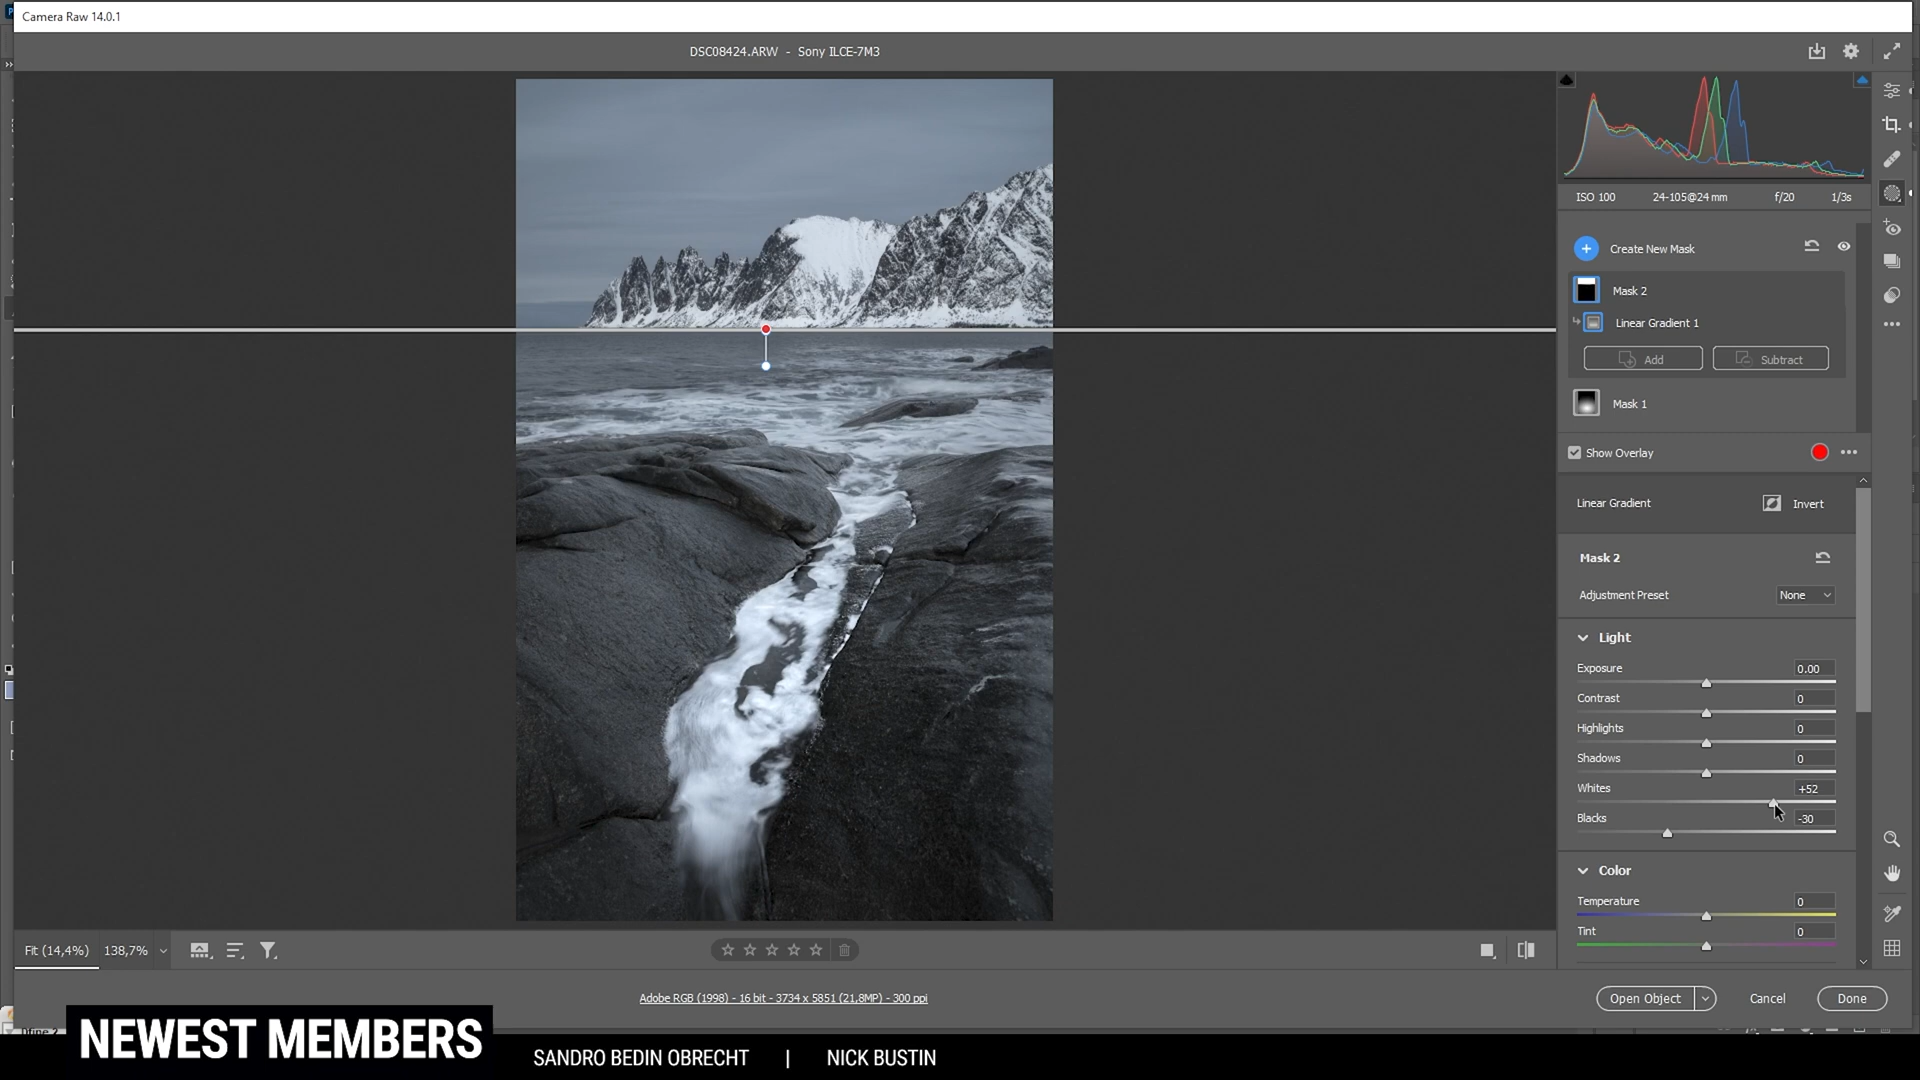 Camera Raw 14.0.1
DSC08424.ARW - Sony ILCE-7M3
ISO 100 24-105@24 mm f/20 1/3s
Create New Mask
Mask 2
Linear Gradient 1
Add Subtract
Mask 1
Show Overlay
Linear Gradient Invert
Mask 2
Adjustment Preset None
Light
Exposure 0.00
Contrast 0
Highlights 0
Shadows 0
Whites +52
Blacks -30
Color
Temperature 0
Tint 0
Fit (14,4%) 138,7%
Adobe RGB (1998) - 16 bit - 3734 x 5851 (21,8MP) - 300 ppi
Open Object Cancel Done
NEWEST MEMBERS
SANDRO BEDIN OBRECHT | NICK BUSTIN